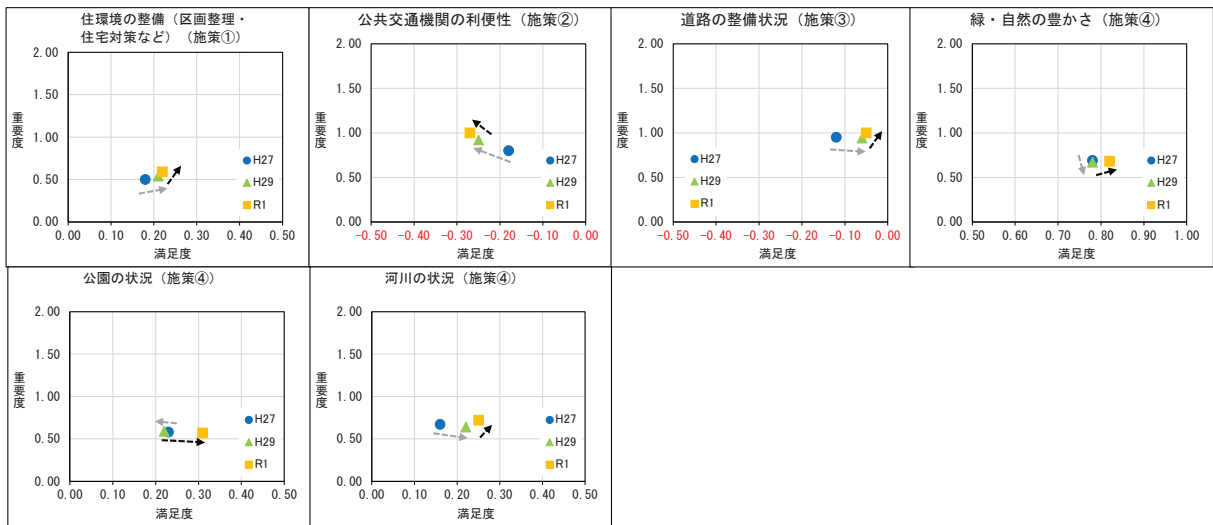 住環境の整備（区画整理・
住宅対策など）（施策①）
2.00
1.50
1.00
0.50
0.00
重要度
0.00 0.10 0.20 0.30 0.40 0.50
満足度
H27
H29
R1
公共交通機関の利便性（施策②）
2.00
1.50
1.00
0.50
0.00
重要度
-0.50 -0.40 -0.30 -0.20 -0.10 0.00
満足度
H27
H29
R1
道路の整備状況（施策③）
2.00
1.50
1.00
0.50
0.00
重要度
-0.50 -0.40 -0.30 -0.20 -0.10 0.00
満足度
H27
H29
R1
緑・自然の豊かさ（施策④）
2.00
1.50
1.00
0.50
0.00
重要度
0.50 0.60 0.70 0.80 0.90 1.00
満足度
H27
H29
R1
公園の状況（施策④）
2.00
1.50
1.00
0.50
0.00
重要度
0.00 0.10 0.20 0.30 0.40 0.50
満足度
H27
H29
R1
河川の状況（施策④）
2.00
1.50
1.00
0.50
0.00
重要度
0.00 0.10 0.20 0.30 0.40 0.50
満足度
H27
H29
R1